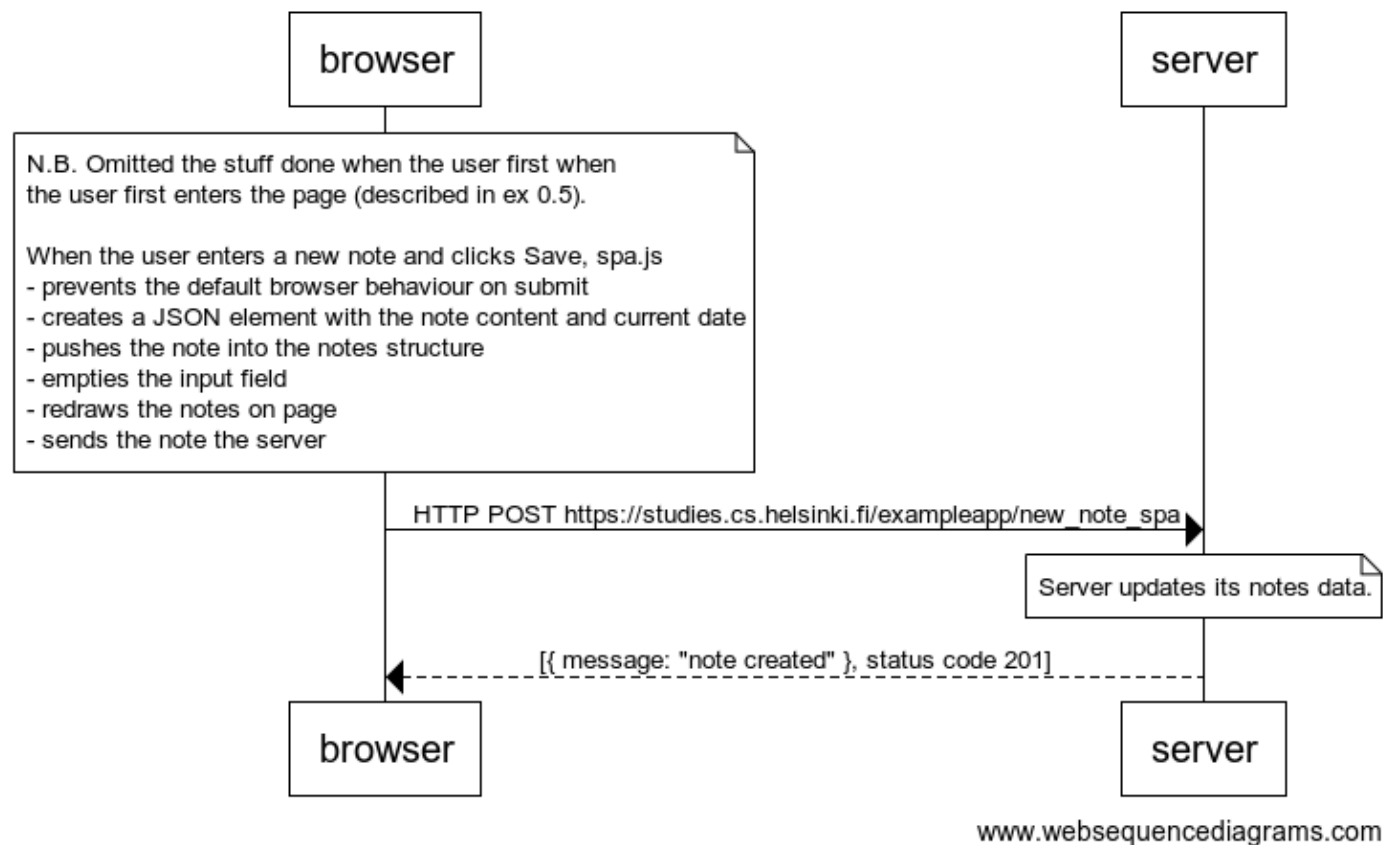 browser
server
N.B. Omitted the stuff done when the user first when
the user first enters the page (described in ex 0.5).
When the user enters a new note and clicks Save, spa.js
- prevents the default browser behaviour on submit
- creates a JSON element with the note content and current date
- pushes the note into the notes structure
- empties the input field
- redraws the notes on page
- sends the note the server
HTTP POST https://studies.cs.helsinki.fi/exampleapp/new_note_spa
Server updates its notes data.
[{ message: "note created" }, status code 201]
browser
server
www.websequencediagrams.com